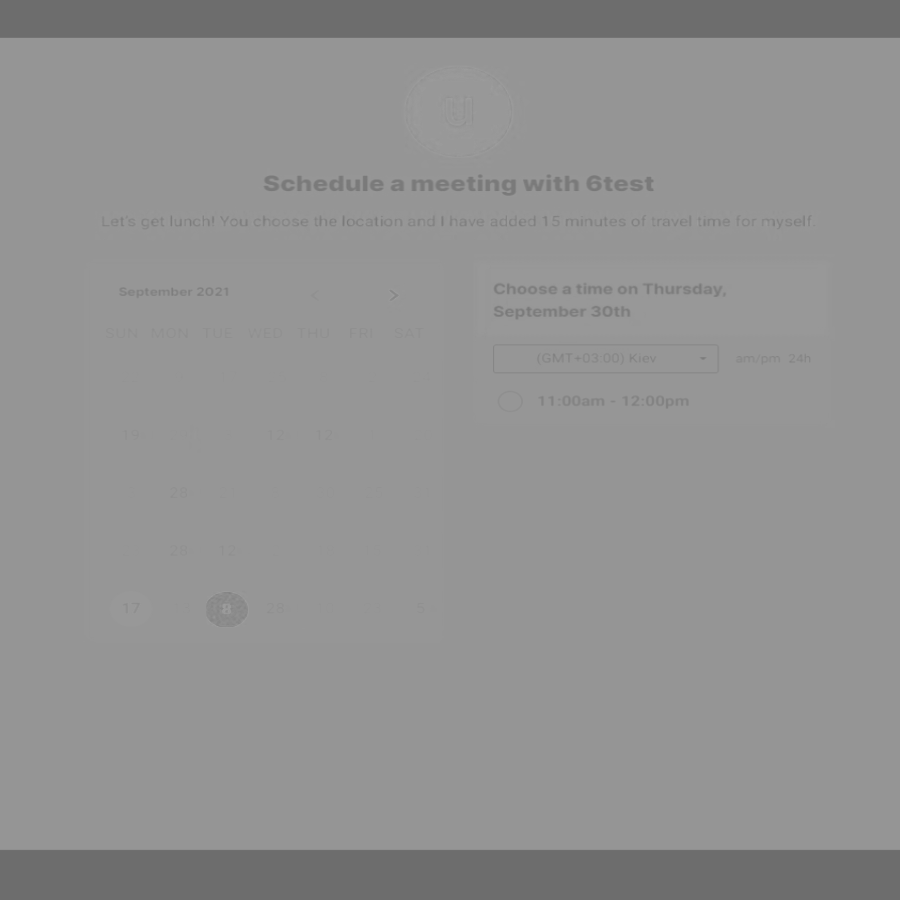 Schedule a meeting with 6test
Let's get lunch! You choose the location and I have added 15 minutes of travel time for myself.
September 2021
SUN MON TUE WED THU FRI SAT
19 12 12
28 12
17 8 24 5
Choose a time on Thursday,
September 30th
(GMT+03:00) Kiev am/pm 24h
11:00am - 12:00pm